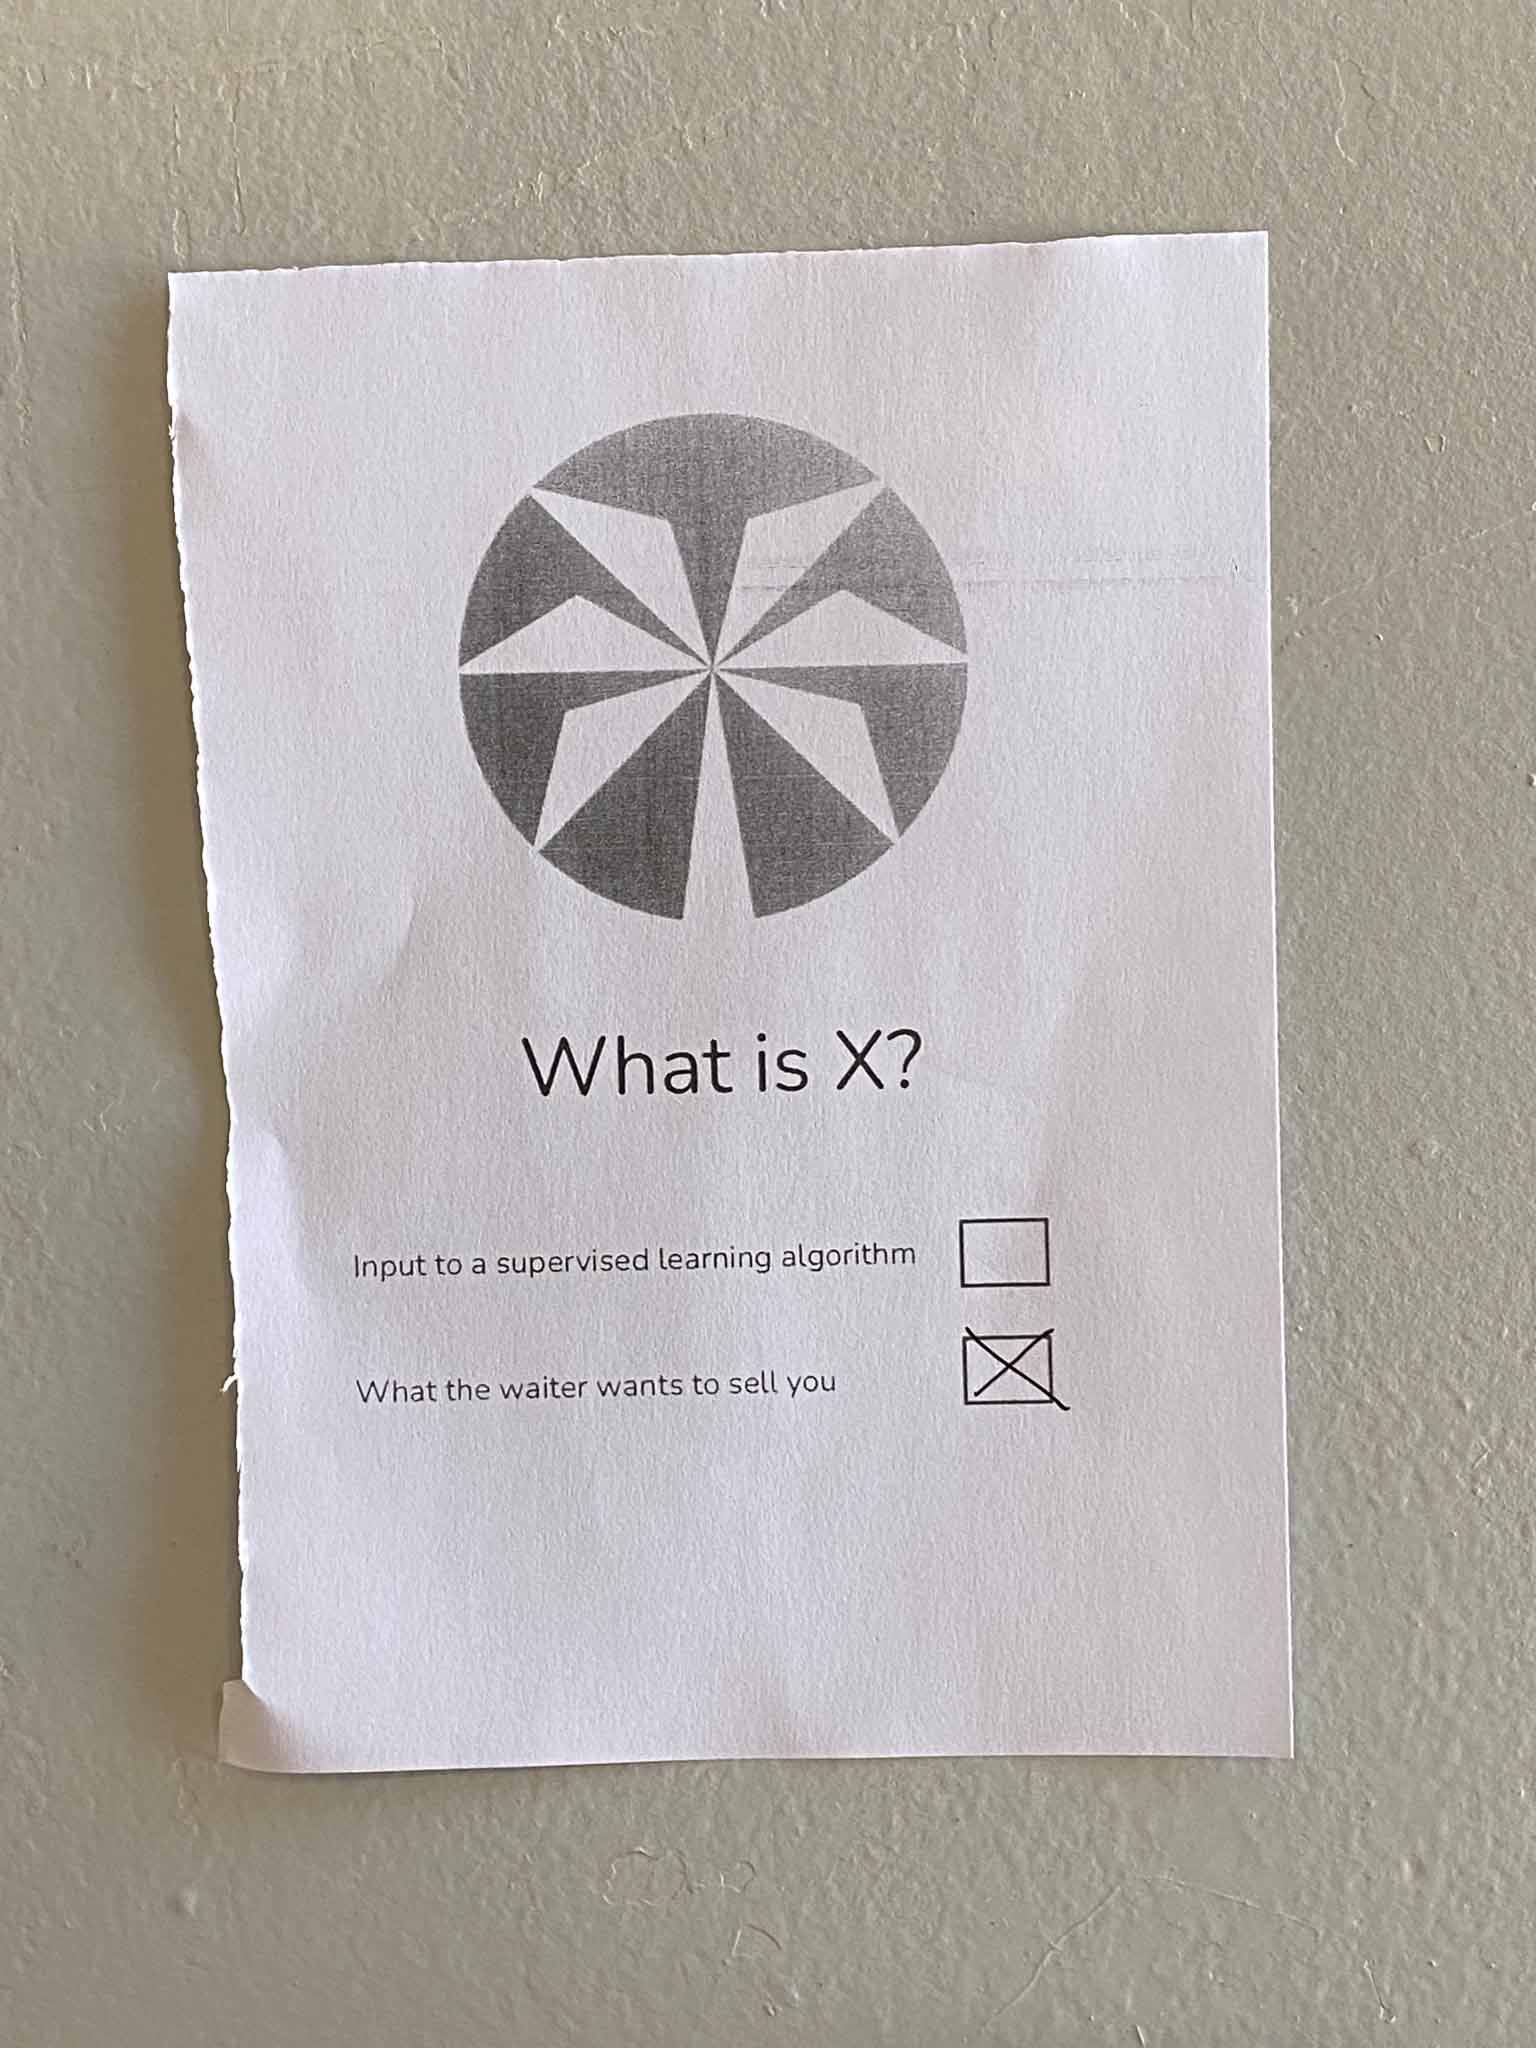 What is X?
Input to a supervised learning algorithm
What the waiter wants to sell you